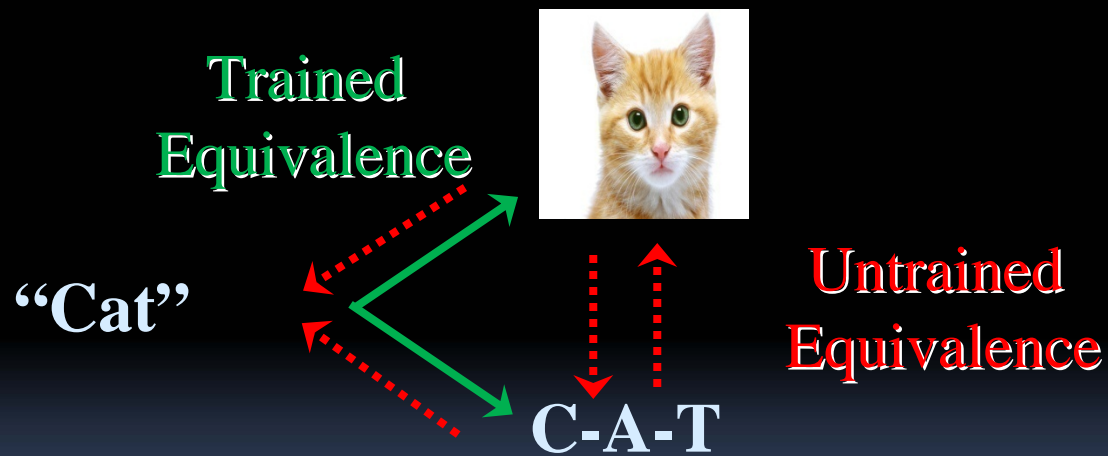 Trained
Equivalence
“Cat”
Untrained
Equivalence
C-A-T